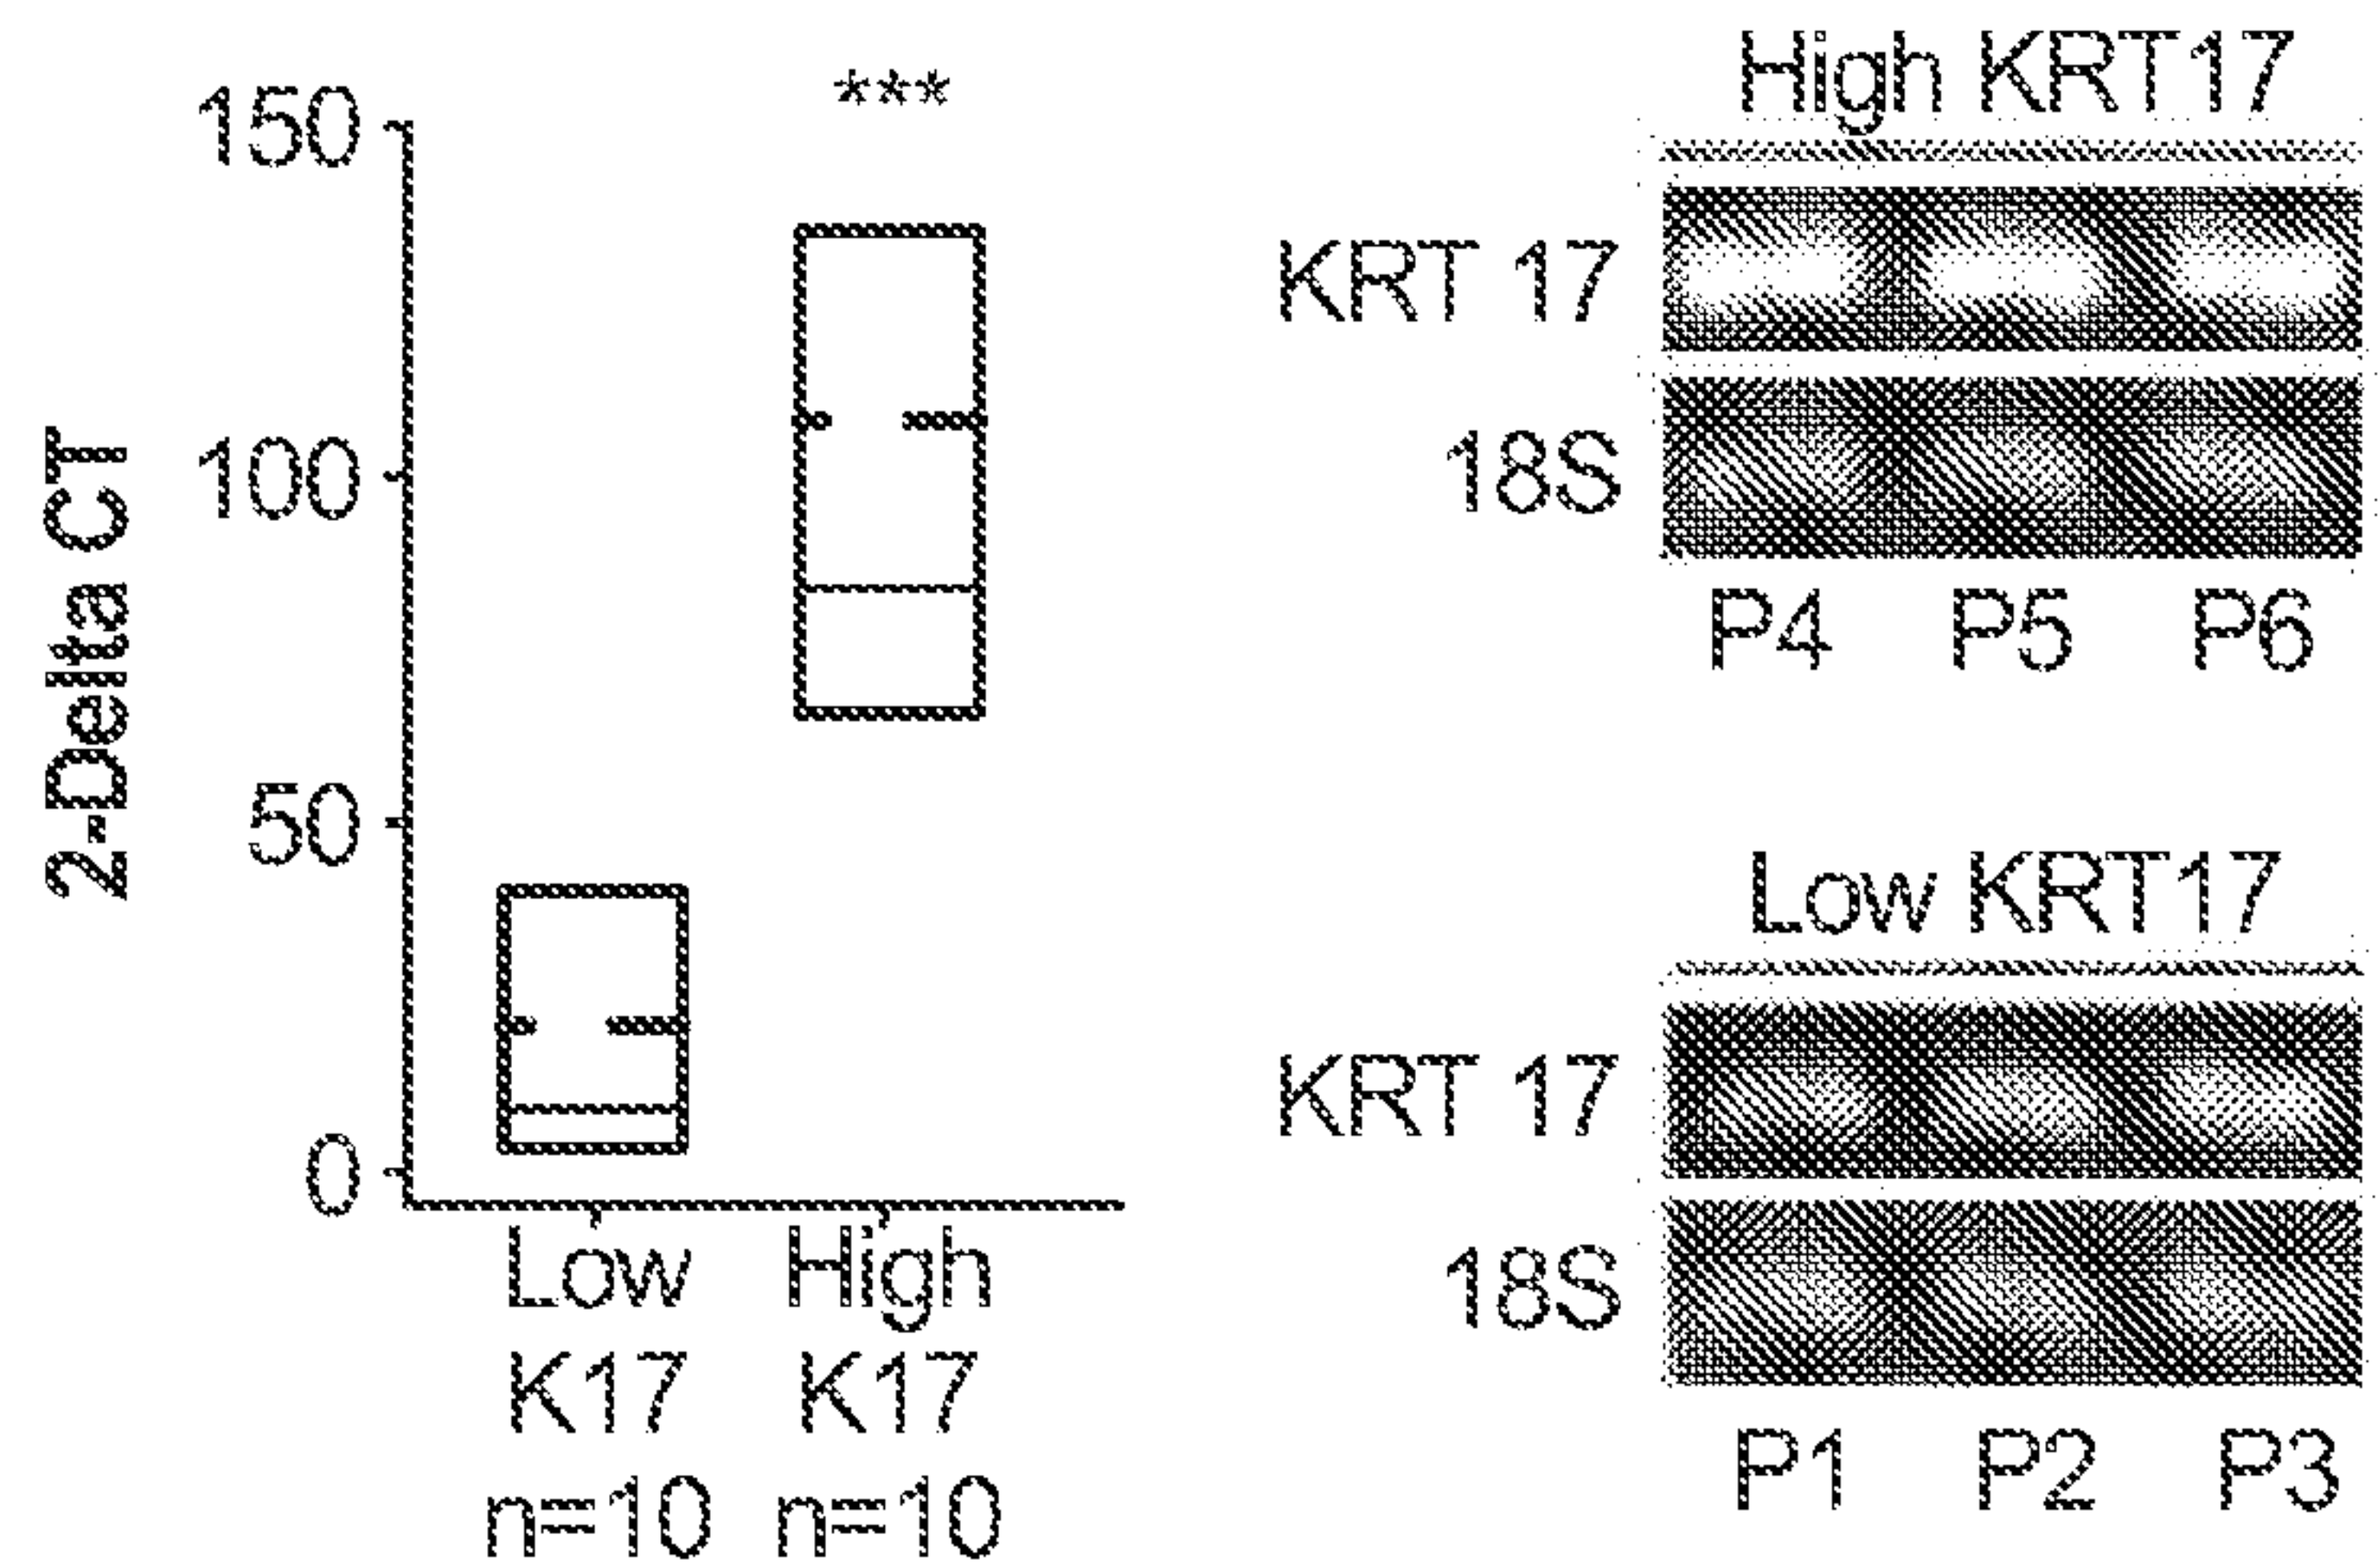 2-Delta CT
150
100
50
0
***
Low
K17
n=10
High
K17
n=10
High KRT17
KRT 17
18S
P4 P5 P6
Low KRT17
KRT 17
18S
P1 P2 P3